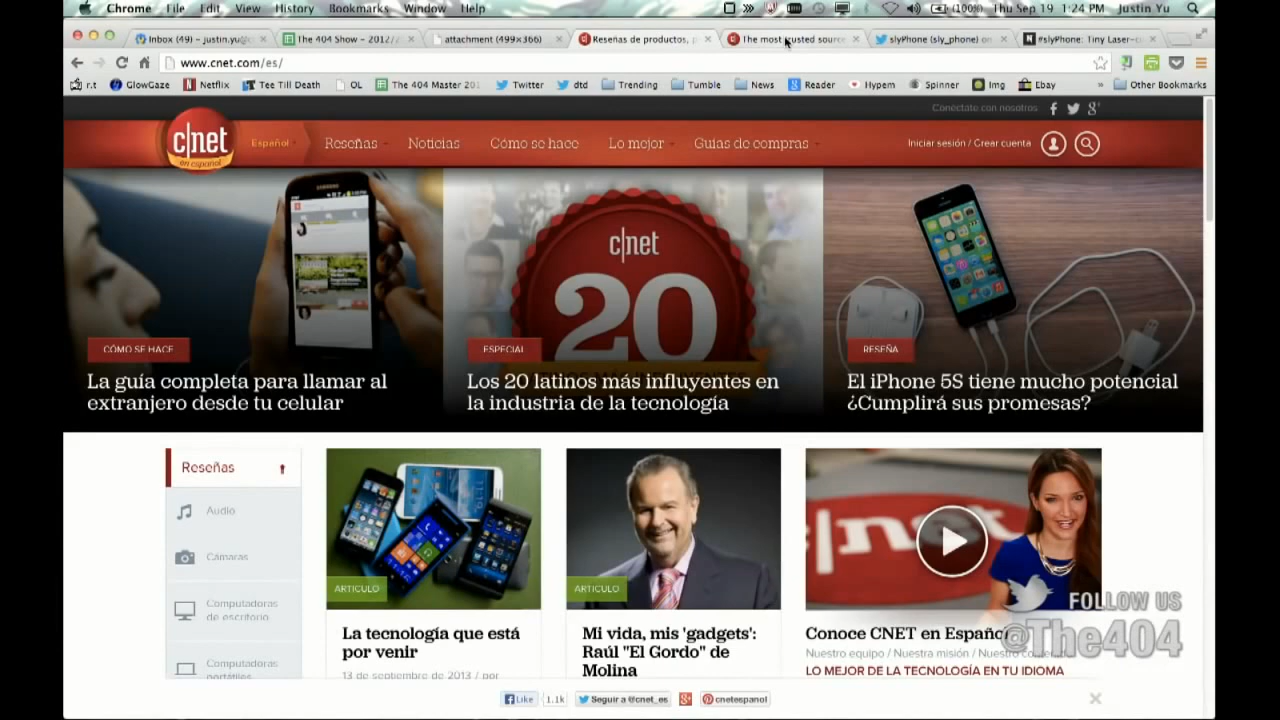 Chrome File Edit View History Bookmarks Window Help (100%) Thu Sep 19 1:24 PM Justin Yu
Inbox (49) - justin.yu@ The 404 Show - 2012/ attachment (499×366) Reseñas de productos, The most trusted source slyPhone (sly_phone) on #slyPhone: Tiny Laser-c
www.cnet.com/es/
r.t GlowGaze Netflix Tee Till Death OL The 404 Master 201 Twitter dtd Trending Tumble News Reader Hypem Spinner Img Ebay » Other Bookmarks
Conéctate con nosotros
c|net
en español
Español Reseñas Noticias Cómo se hace Lo mejor Guías de compras Iniciar sesión / Crear cuenta
c|net
20
CÓMO SE HACE
La guía completa para llamar al
extranjero desde tu celular
ESPECIAL
Los 20 latinos más influyentes en
la industria de la tecnología
RESEÑA
El iPhone 5S tiene mucho potencial
¿Cumplirá sus promesas?
Reseñas
Audio
Cámaras
Computadoras
de escritorio
Computadoras
portátiles
ARTÍCULO
La tecnología que está
por venir
13 de septiembre de 2013 / por
ARTÍCULO
Mi vida, mis 'gadgets':
Raúl "El Gordo" de
Molina
c|net
Conoce CNET en Español
Nuestro equipo / Nuestra misión / Nuestro
LO MEJOR DE LA TECNOLOGÍA EN TU IDIOMA
FOLLOW US
@The404
Like 1.1k Seguir a @cnet_es cnetespanol